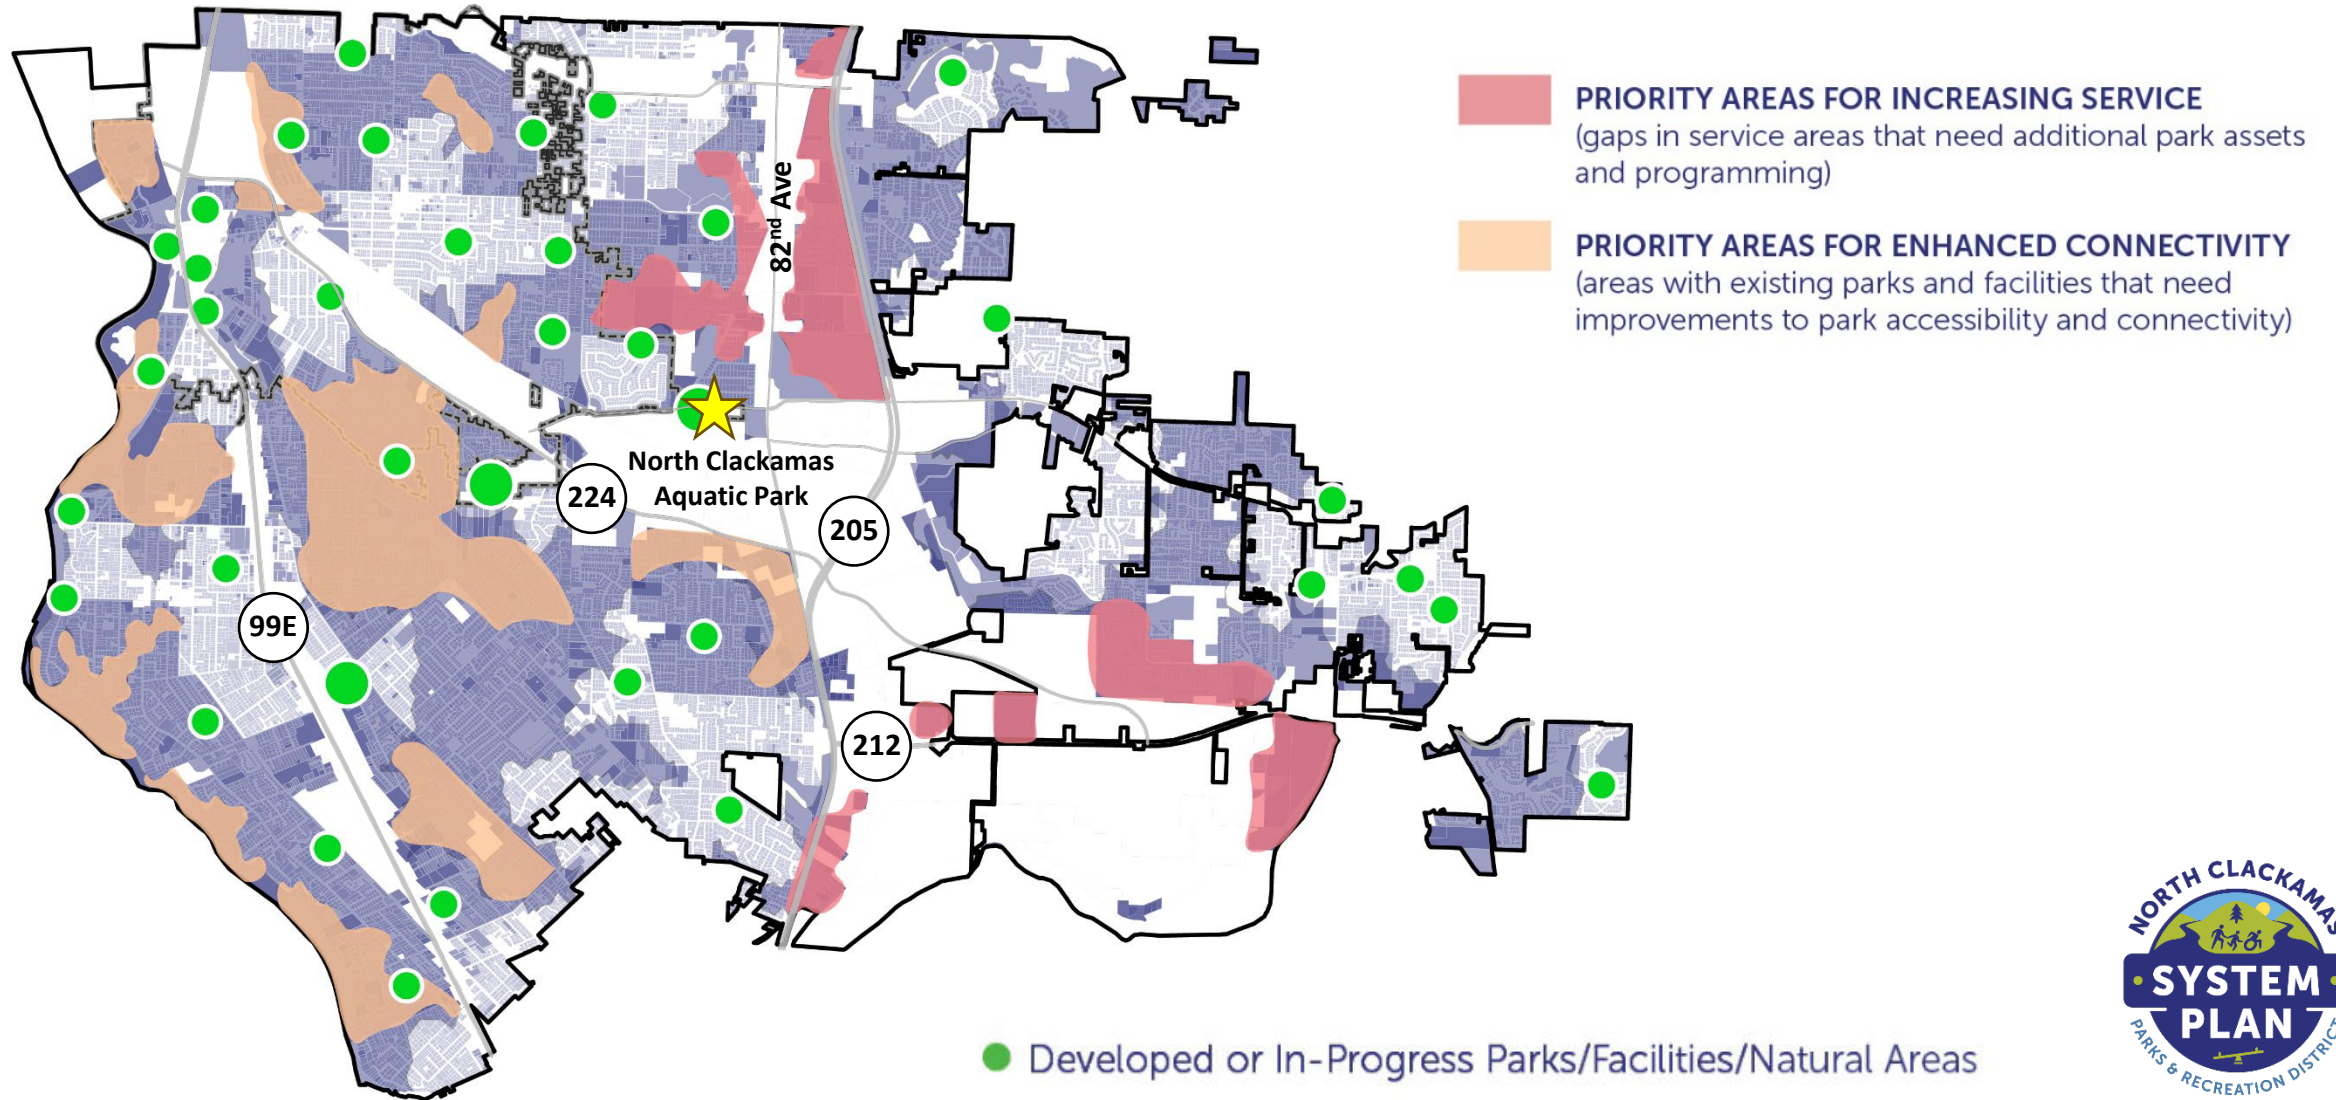 PRIORITY AREAS FOR INCREASING SERVICE
(gaps in service areas that need additional park assets
and programming)
PRIORITY AREAS FOR ENHANCED CONNECTIVITY
(areas with existing parks and facilities that need
improvements to park accessibility and connectivity)
82nd Ave
North Clackamas
Aquatic Park
224
205
99E
212
Developed or In-Progress Parks/Facilities/Natural Areas
NORTH CLACKAMAS
SYSTEM
PLAN
PARKS & RECREATION DISTRICT